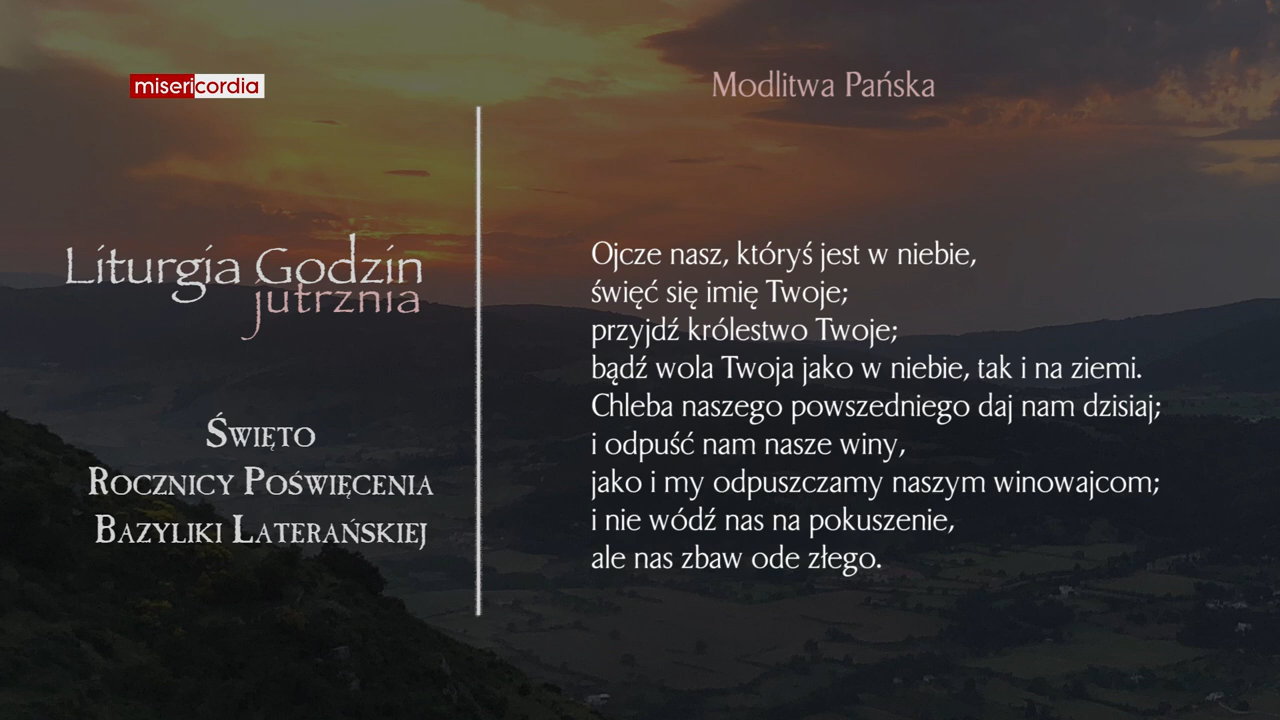 misericordia
Liturgia Godzin
jutrznia
Święto
Rocznicy Poświęcenia
Bazyliki Laterańskiej
Modlitwa Pańska
Ojcze nasz, któryś jest w niebie,
święć się imię Twoje;
przyjdź królestwo Twoje;
bądź wola Twoja jako w niebie, tak i na ziemi.
Chleba naszego powszedniego daj nam dzisiaj;
i odpuść nam nasze winy,
jako i my odpuszczamy naszym winowajcom;
i nie wódź nas na pokuszenie,
ale nas zbaw ode złego.